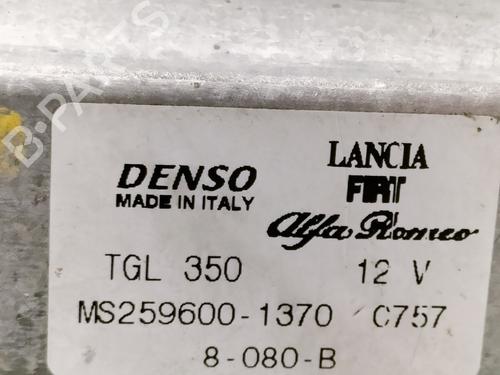 B-PARTS
DENSO
MADE IN ITALY
LANCIA
FIAT
Alfa Romeo
TGL 350 12 V
MS259600-1370 C757
8-080-B